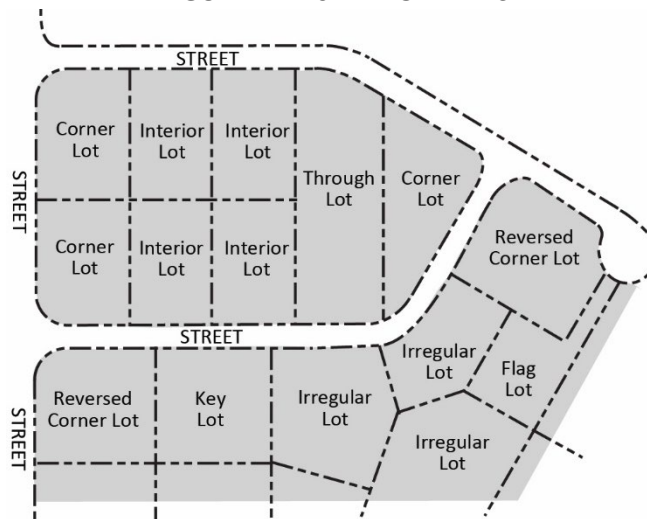 STREET
Corner
Lot
Interior
Lot
Interior
Lot
Through
Lot
Corner
Lot
STREET
Corner
Lot
Interior
Lot
Interior
Lot
Reversed
Corner Lot
STREET
Irregular
Lot
Flag
Lot
Reversed
Corner Lot
Key
Lot
Irregular
Lot
Irregular
Lot
STREET